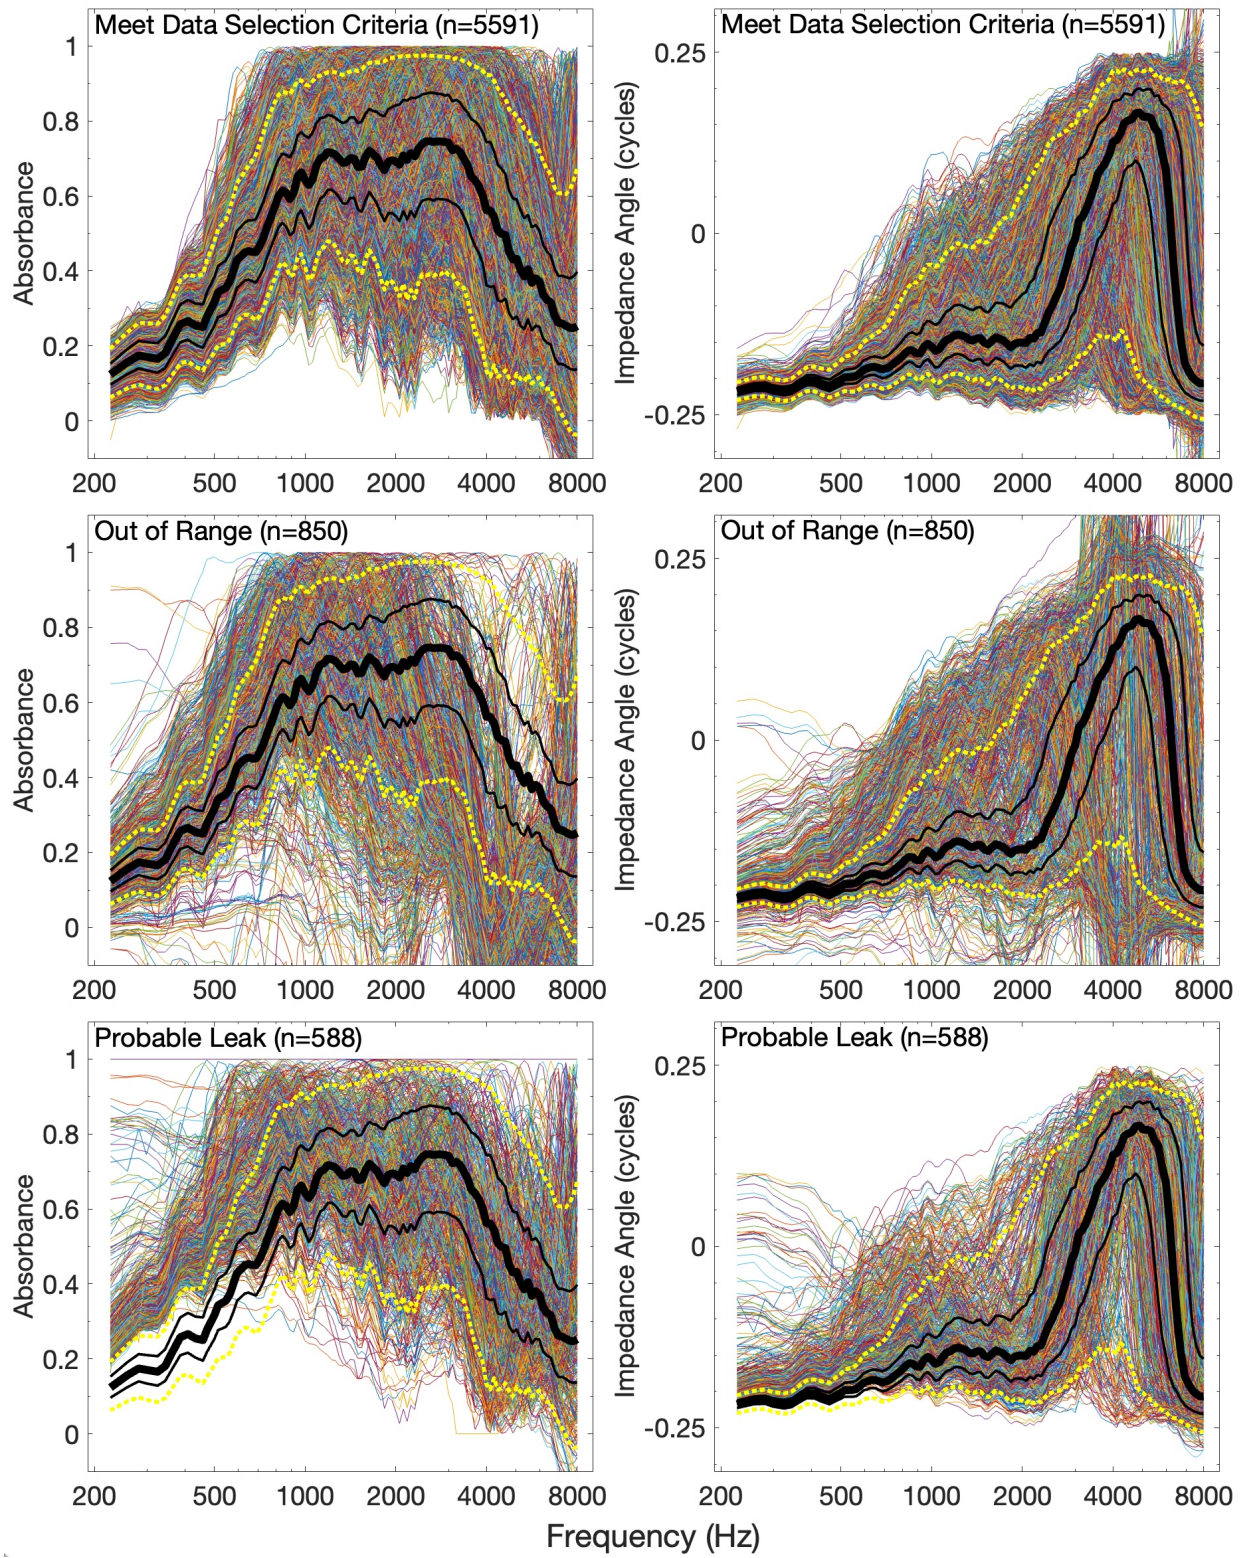 Meet Data Selection Criteria (n=5591)
Absorbance
1
0.8
0.6
0.4
0.2
0
200 500 1000 2000 4000 8000
Meet Data Selection Criteria (n=5591)
Impedance Angle (cycles)
0.25
0
-0.25
200 500 1000 2000 4000 8000
Out of Range (n=850)
Absorbance
1
0.8
0.6
0.4
0.2
0
200 500 1000 2000 4000 8000
Out of Range (n=850)
Impedance Angle (cycles)
0.25
0
-0.25
200 500 1000 2000 4000 8000
Probable Leak (n=588)
Absorbance
1
0.8
0.6
0.4
0.2
0
200 500 1000 2000 4000 8000
Probable Leak (n=588)
Impedance Angle (cycles)
0.25
0
-0.25
200 500 1000 2000 4000 8000
Frequency (Hz)